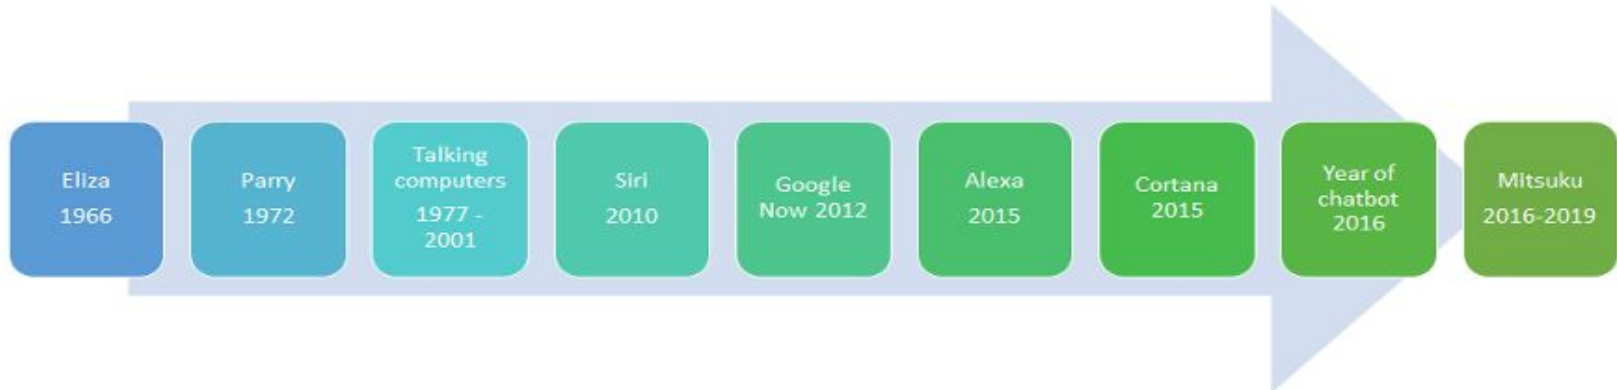 Eliza
1966
Parry
1972
Talking
computers
1977 -
2001
Siri
2010
Google
Now 2012
Alexa
2015
Cortana
2015
Year of
chatbot
2016
Mitsuku
2016-2019